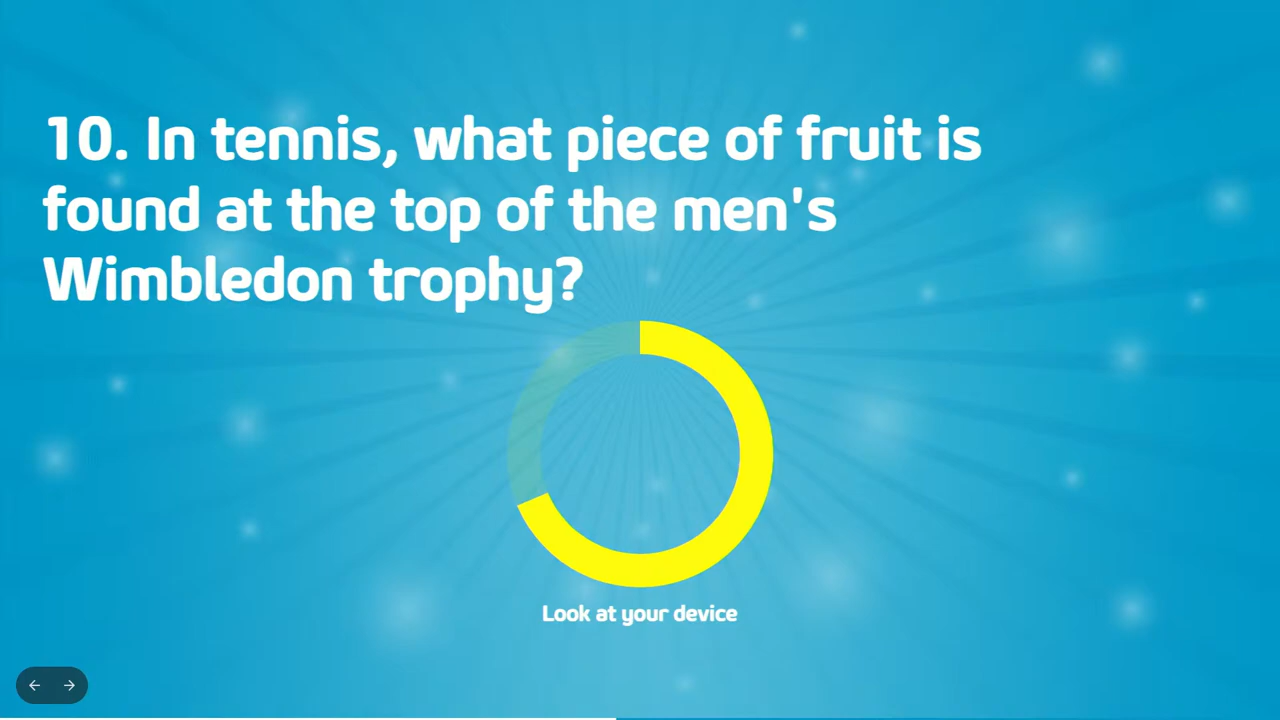 10. In tennis, what piece of fruit is
found at the top of the men's
Wimbledon trophy?
Look at your device